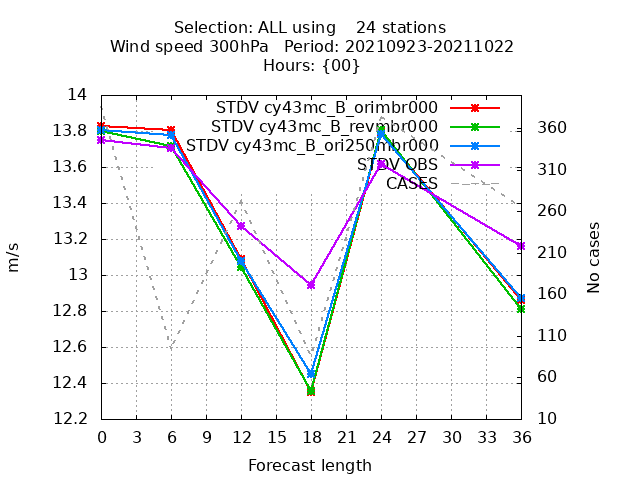 Selection: ALL using    24 stations
Wind speed 300hPa   Period: 20210923-20211022
Hours: {00}
STDV cy43mc_B_orimbr000
STDV cy43mc_B_revmbr000
STDV cy43mc_B_ori250mbr000
STDV OBS
CASES
14
13.8
13.6
13.4
13.2
13
12.8
12.6
12.4
12.2
m/s
360
310
260
210
160
110
60
10
No cases
0 3 6 9 12 15 18 21 24 27 30 33 36
Forecast length